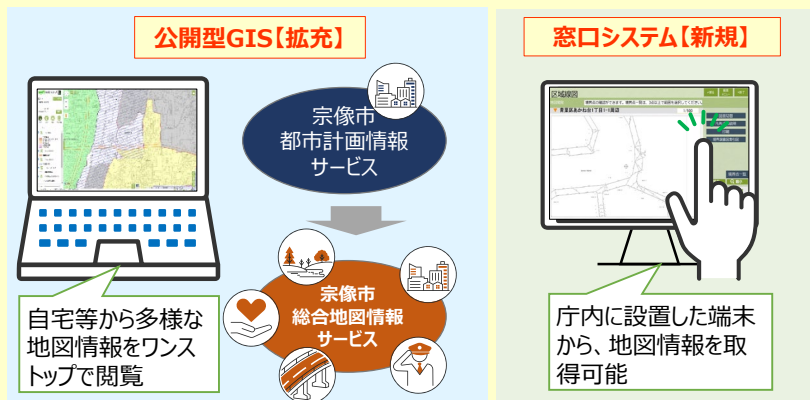 公開型GIS【拡充】
宗像市
都市計画情報
サービス
宗像市
総合地図情報
サービス
自宅等から多様な
地図情報をワンス
トップで閲覧
窓口システム【新規】
区域線図
庁内に設置した端末
から、地図情報を取
得可能